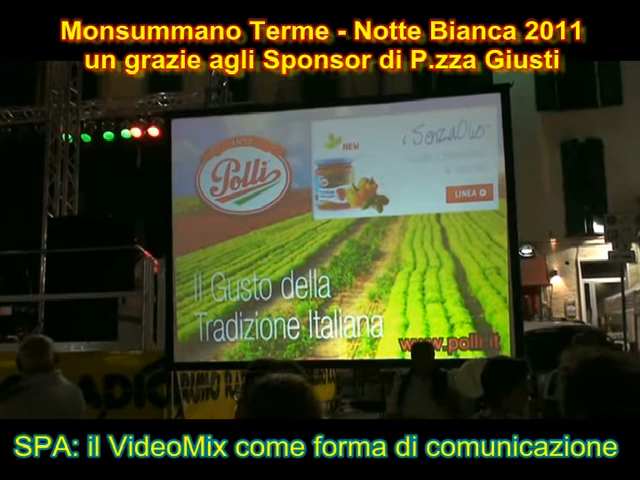 Monsummano Terme - Notte Bianca 2011
un grazie agli Sponsor di P.zza Giusti
Polli
NEW
i SenzaOlio
LINEA
Il Gusto della
Tradizione Italiana
www.polli.it
RADIO
SPA: il VideoMix come forma di comunicazione